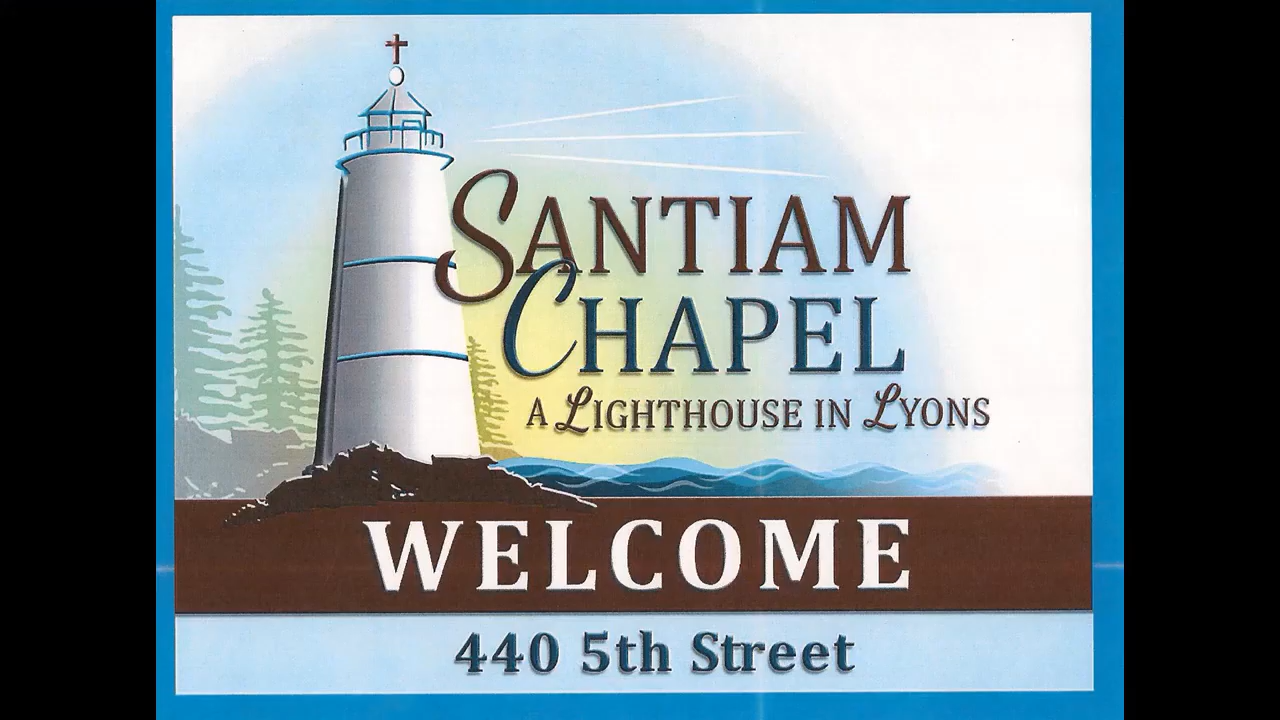 SANTIAM
CHAPEL
A LIGHTHOUSE IN LYONS
WELCOME
440 5th Street